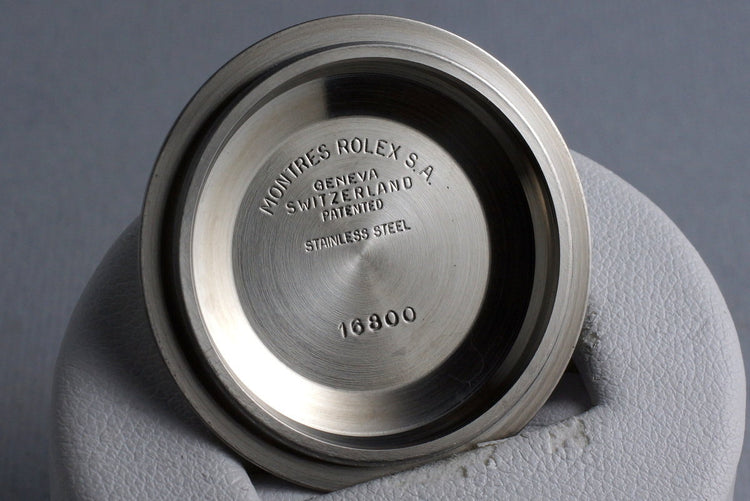 MONTRES ROLEX S.A.
GENEVA
SWITZERLAND
PATENTED
STAINLESS STEEL
16800